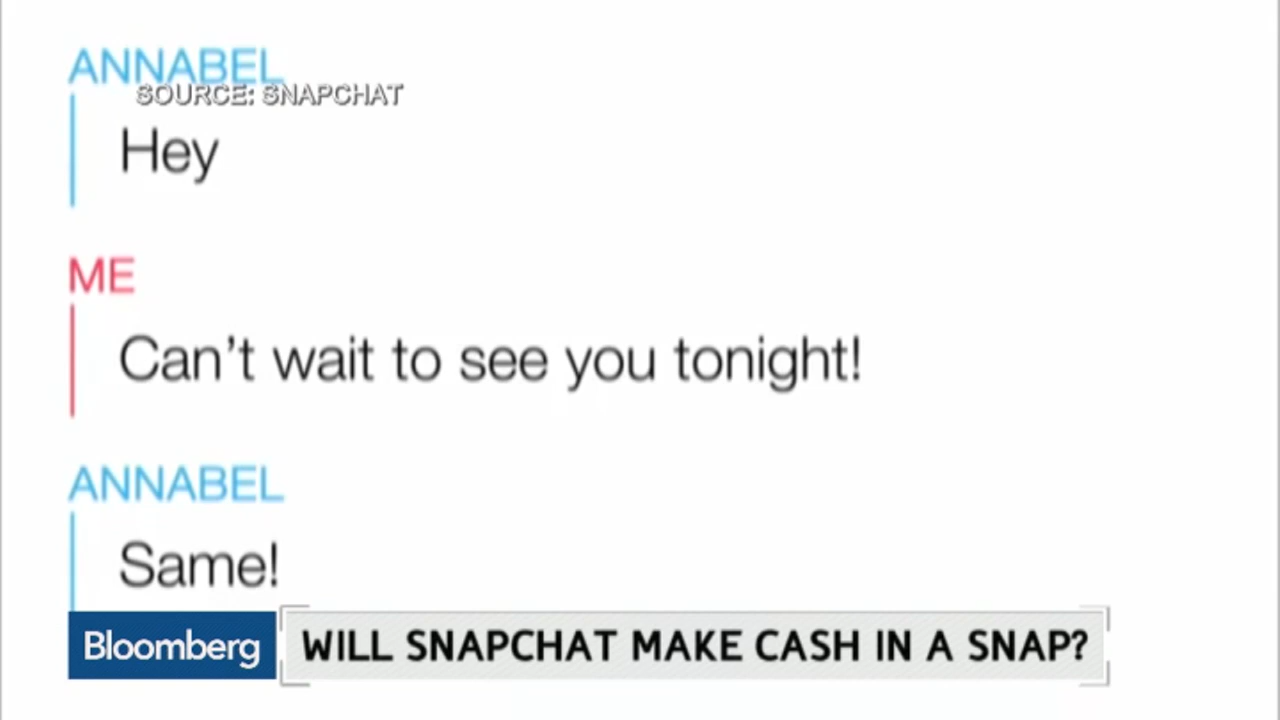 ANNABEL
SOURCE: SNAPCHAT
Hey
ME
Can't wait to see you tonight!
ANNABEL
Same!
Bloomberg
WILL SNAPCHAT MAKE CASH IN A SNAP?